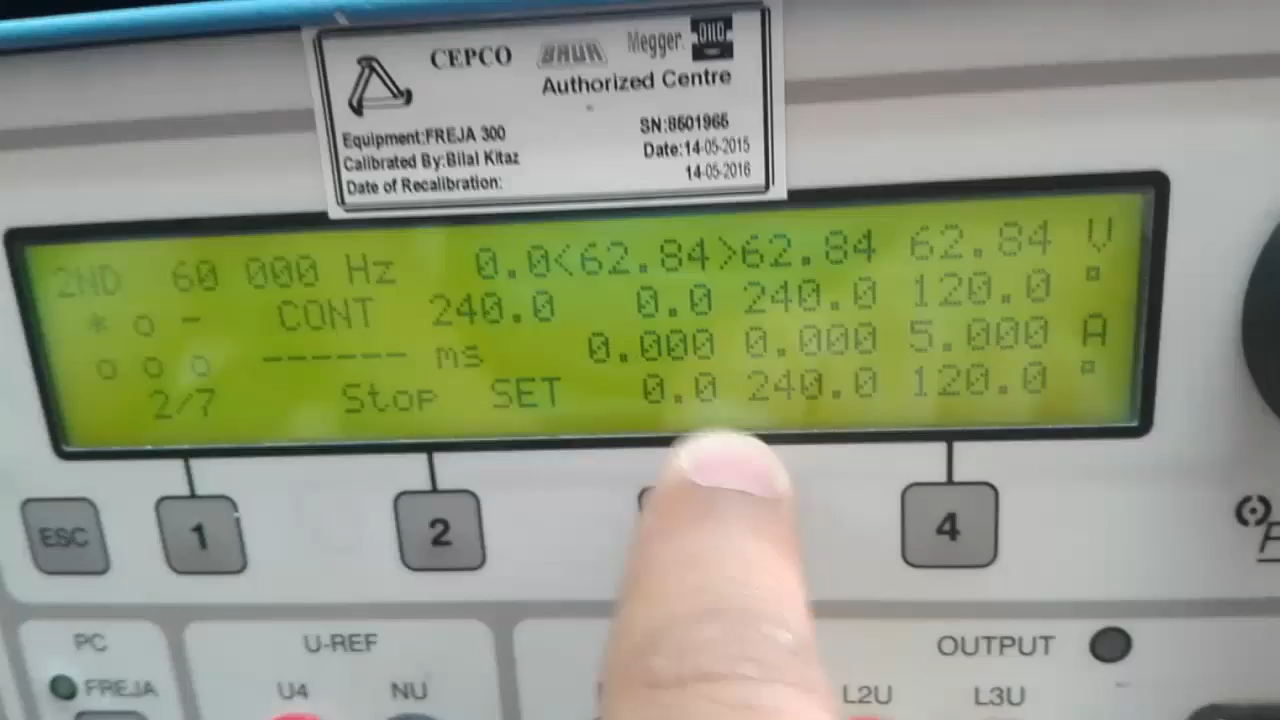 CEPCO BAUR Megger.
Authorized Centre
Equipment:FREJA 300 SN:8501965
Calibrated By:Bilal Kitaz Date:14-05-2015
Date of Recalibration: 14-05-2016
2ND 60 000 Hz 0.0<62.84>62.84 62.84 V
* o - CONT 240.0 0.0 240.0 120.0 °
o o o ------ ms 0.000 0.000 5.000 A
2/7 Stop SET 0.0 240.0 120.0 °
ESC 1 2 4
PC U-REF OUTPUT
FREJA U4 NU L2U L3U